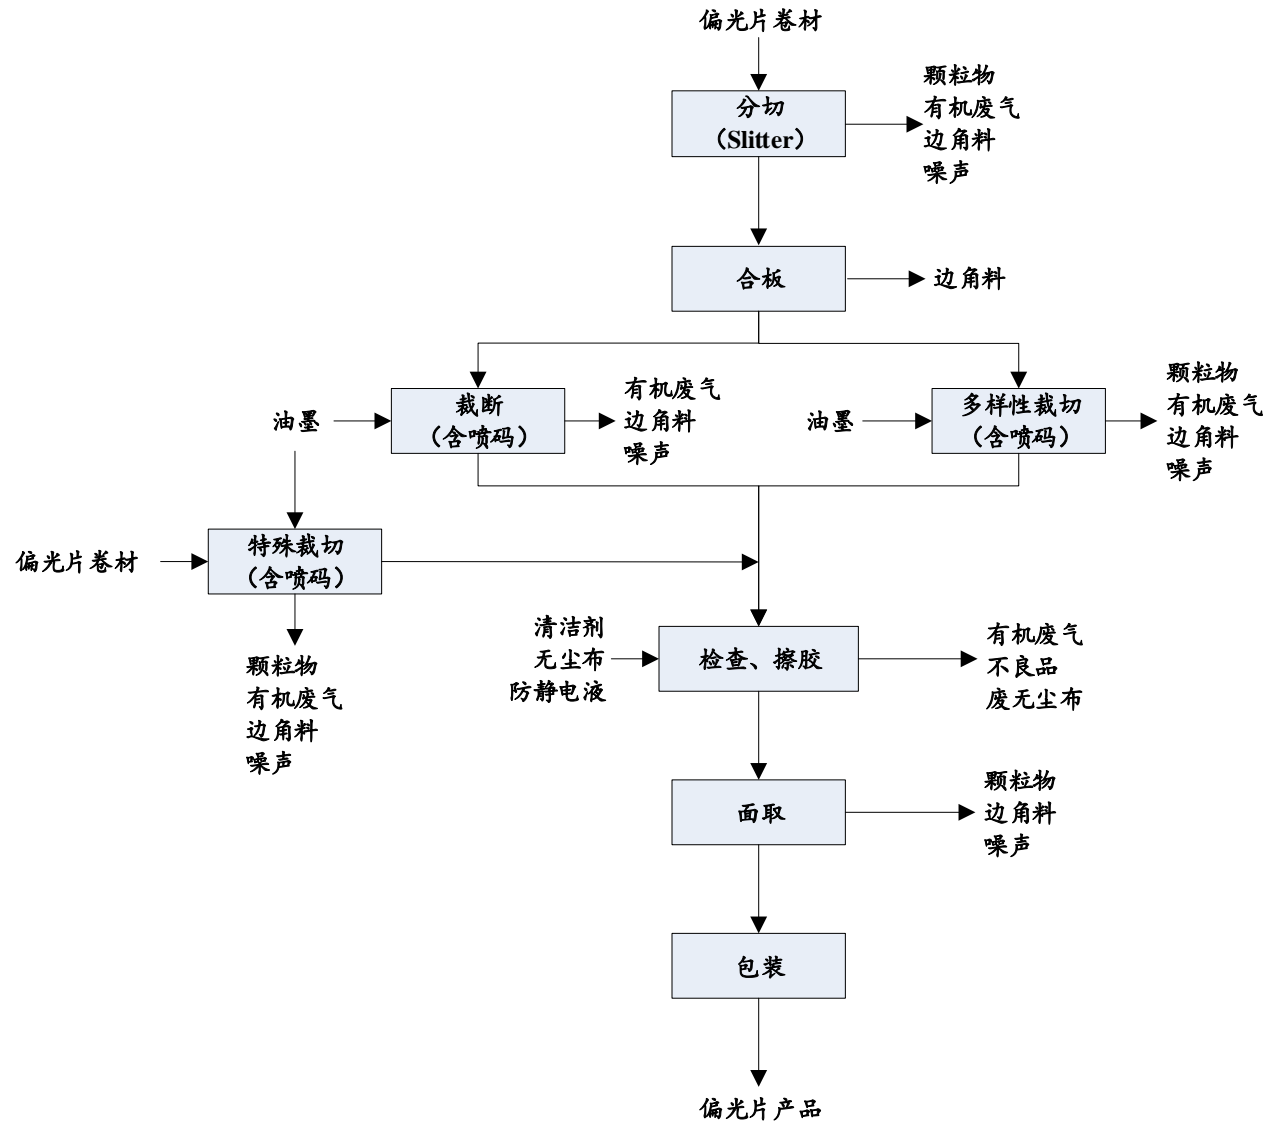 偏光片卷材
分切
（Slitter）
颗粒物
有机废气
边角料
噪声
合板
边角料
油墨
裁断
（含喷码）
有机废气
边角料
噪声
油墨
多样性裁切
（含喷码）
颗粒物
有机废气
边角料
噪声
偏光片卷材
特殊裁切
（含喷码）
颗粒物
有机废气
边角料
噪声
清洁剂
无尘布
防静电液
检查、擦胶
有机废气
不良品
废无尘布
面取
颗粒物
边角料
噪声
包装
偏光片产品